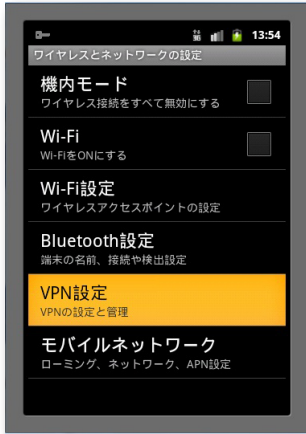 3G
13:54
ワイヤレスとネットワークの設定
機内モード
ワイヤレス接続をすべて無効にする
Wi-Fi
Wi-FiをONにする
Wi-Fi設定
ワイヤレスアクセスポイントの設定
Bluetooth設定
端末の名前、接続や検出設定
VPN設定
VPNの設定と管理
モバイルネットワーク
ローミング、ネットワーク、APN設定